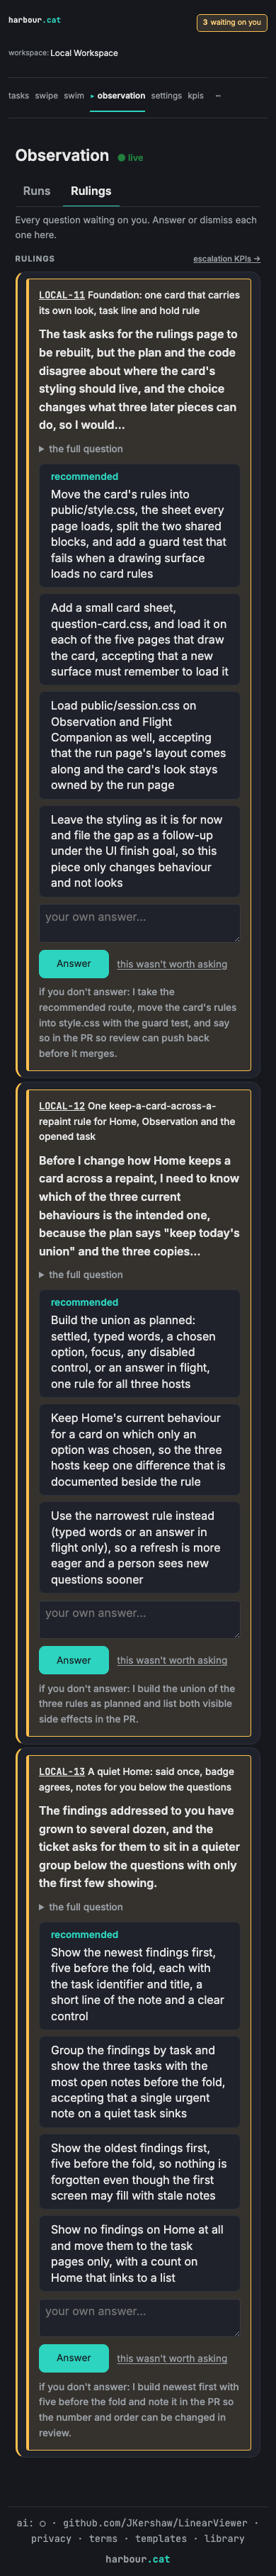 harbour.cat
3 waiting on you
workspace: Local Workspace
tasks swipe swim ▸ observation settings kpis ⋯
Observation ● live
Runs Rulings
Every question waiting on you. Answer or dismiss each
one here.
RULINGS escalation KPIs →
LOCAL-11 Foundation: one card that carries
its own look, task line and hold rule
The task asks for the rulings page to
be rebuilt, but the plan and the code
disagree about where the card's
styling should live, and the choice
changes what three later pieces can
do, so I would...
▸ the full question
recommended
Move the card's rules into
public/style.css, the sheet every
page loads, split the two shared
blocks, and add a guard test that
fails when a drawing surface
loads no card rules
Add a small card sheet,
question-card.css, and load it on
each of the five pages that draw
the card, accepting that a new
surface must remember to load it
Load public/session.css on
Observation and Flight
Companion as well, accepting
that the run page's layout comes
along and the card's look stays
owned by the run page
Leave the styling as it is for now
and file the gap as a follow-up
under the UI finish goal, so this
piece only changes behaviour
and not looks
your own answer...
Answer this wasn't worth asking
if you don't answer: I take the
recommended route, move the card's rules
into style.css with the guard test, and say
so in the PR so review can push back
before it merges.
LOCAL-12 One keep-a-card-across-a-
repaint rule for Home, Observation and the
opened task
Before I change how Home keeps a
card across a repaint, I need to know
which of the three current
behaviours is the intended one,
because the plan says "keep today's
union" and the three copies...
▸ the full question
recommended
Build the union as planned:
settled, typed words, a chosen
option, focus, any disabled
control, or an answer in flight,
one rule for all three hosts
Keep Home's current behaviour
for a card on which only an
option was chosen, so the three
hosts keep one difference that is
documented beside the rule
Use the narrowest rule instead
(typed words or an answer in
flight only), so a refresh is more
eager and a person sees new
questions sooner
your own answer...
Answer this wasn't worth asking
if you don't answer: I build the union of the
three rules as planned and list both visible
side effects in the PR.
LOCAL-13 A quiet Home: said once, badge
agrees, notes for you below the questions
The findings addressed to you have
grown to several dozen, and the
ticket asks for them to sit in a quieter
group below the questions with only
the first few showing.
▸ the full question
recommended
Show the newest findings first,
five before the fold, each with
the task identifier and title, a
short line of the note and a clear
control
Group the findings by task and
show the three tasks with the
most open notes before the fold,
accepting that a single urgent
note on a quiet task sinks
Show the oldest findings first,
five before the fold, so nothing is
forgotten even though the first
screen may fill with stale notes
Show no findings on Home at all
and move them to the task
pages only, with a count on
Home that links to a list
your own answer...
Answer this wasn't worth asking
if you don't answer: I build newest first with
five before the fold and note it in the PR so
the number and order can be changed in
review.
ai: ○ · github.com/JKershaw/LinearViewer ·
privacy · terms · templates · library
harbour.cat